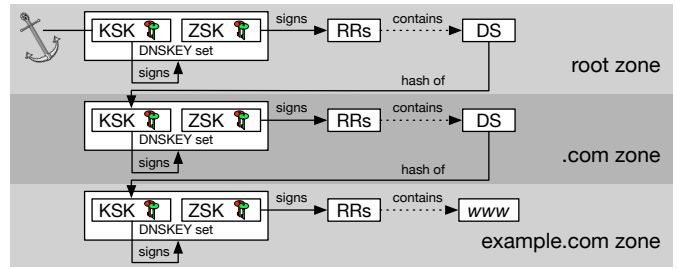 KSK ZSK signs RRs contains DS
DNSKEY set
signs
root zone
hash of
KSK ZSK signs RRs contains DS
DNSKEY set
signs
.com zone
hash of
KSK ZSK signs RRs contains www
DNSKEY set
signs
example.com zone